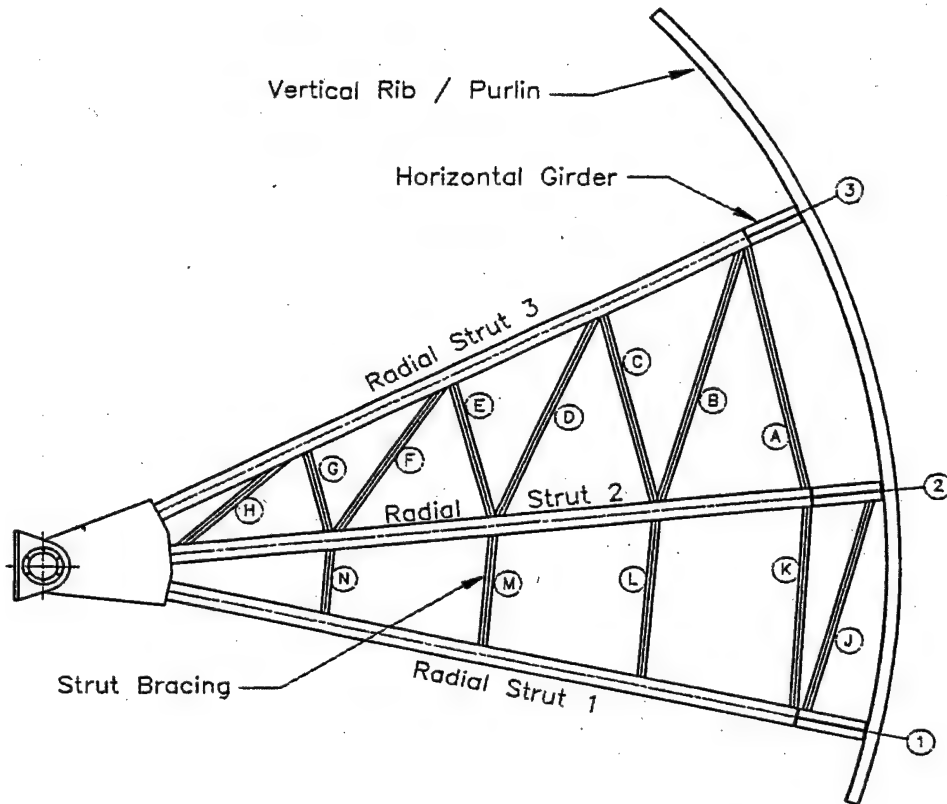 Vertical Rib / Purlin
Horizontal Girder
3
Radial Strut 3
C
E
B
D
A
F
G
H
Radial Strut 2
2
N
M
L
K
J
Strut Bracing
Radial Strut 1
1